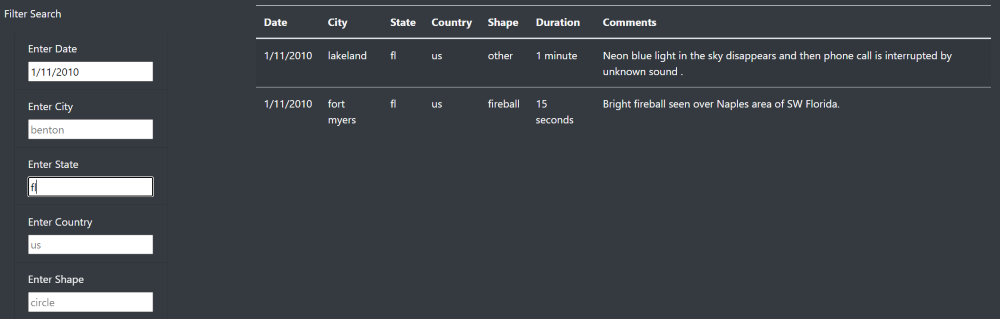 Filter Search
Enter Date
1/11/2010
Enter City
benton
Enter State
fl
Enter Country
us
Enter Shape
circle
Date City State Country Shape Duration Comments
1/11/2010 lakeland fl us other 1 minute Neon blue light in the sky disappears and then phone call is interrupted by
unknown sound .
1/11/2010 fort fl us fireball 15 Bright fireball seen over Naples area of SW Florida.
myers seconds